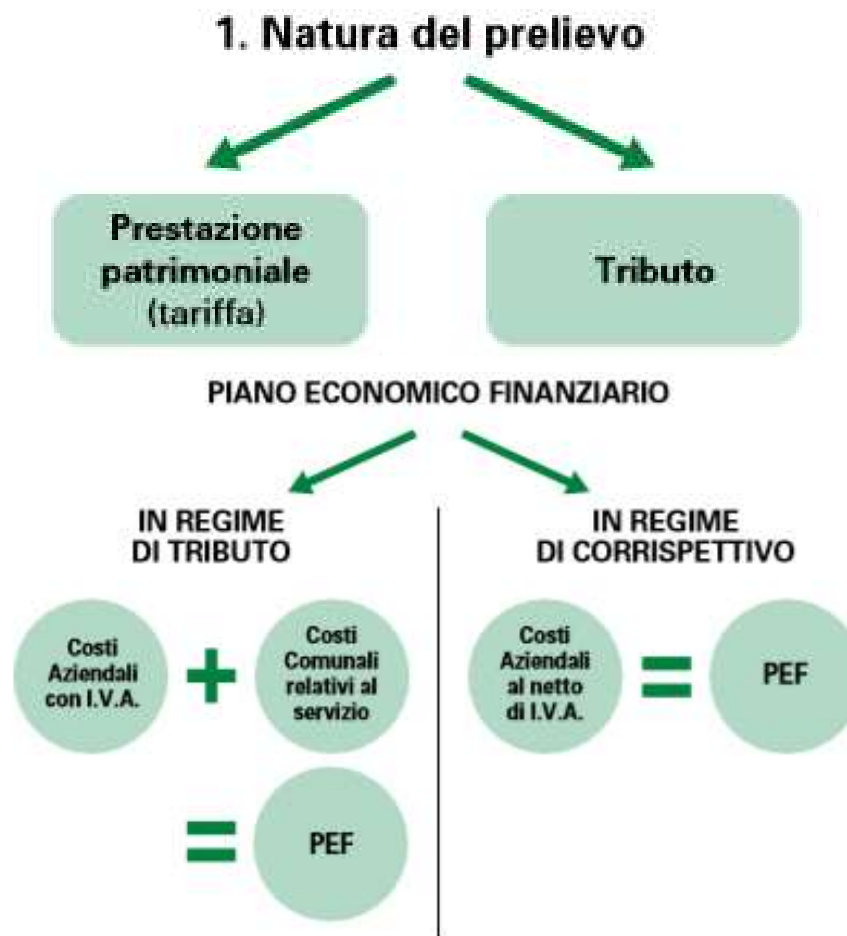 1. Natura del prelievo
Prestazione
patrimoniale
(tariffa)
Tributo
PIANO ECONOMICO FINANZIARIO
IN REGIME
DI TRIBUTO
Costi
Aziendali
con I.V.A.
+
Costi
Comunali
relativi al
servizio
=
PEF
IN REGIME
DI CORRISPETTIVO
Costi
Aziendali
al netto
di I.V.A.
=
PEF